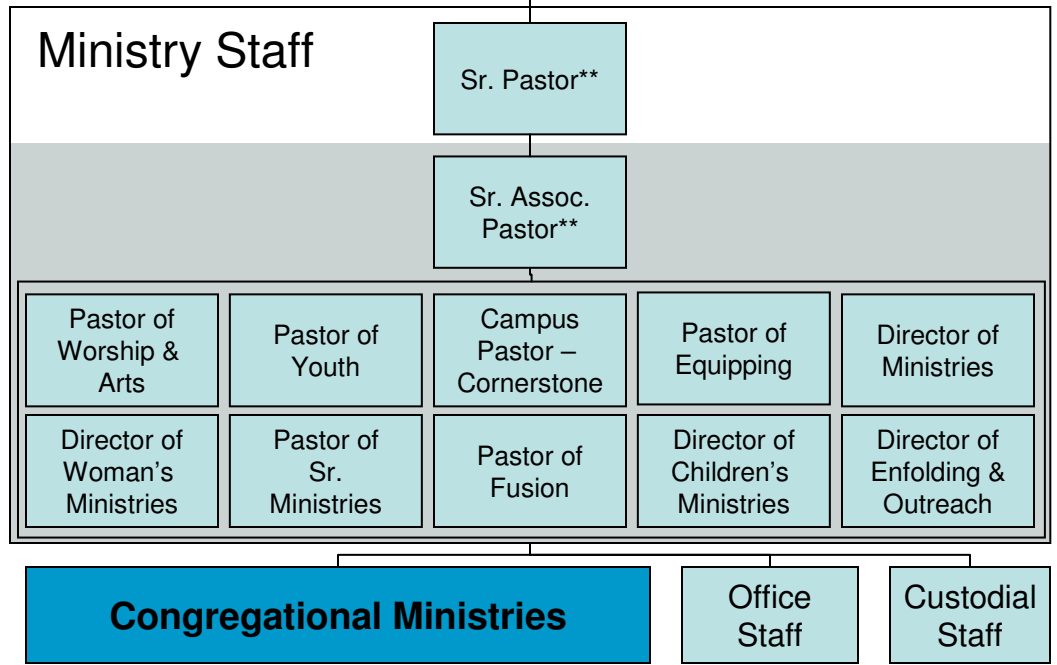 Ministry Staff
Sr. Pastor**
Sr. Assoc.
Pastor**
Pastor of
Worship &
Arts
Pastor of
Youth
Campus
Pastor –
Cornerstone
Pastor of
Equipping
Director of
Ministries
Director of
Woman's
Ministries
Pastor of
Sr.
Ministries
Pastor of
Fusion
Director of
Children's
Ministries
Director of
Enfolding &
Outreach
Congregational Ministries
Office
Staff
Custodial
Staff